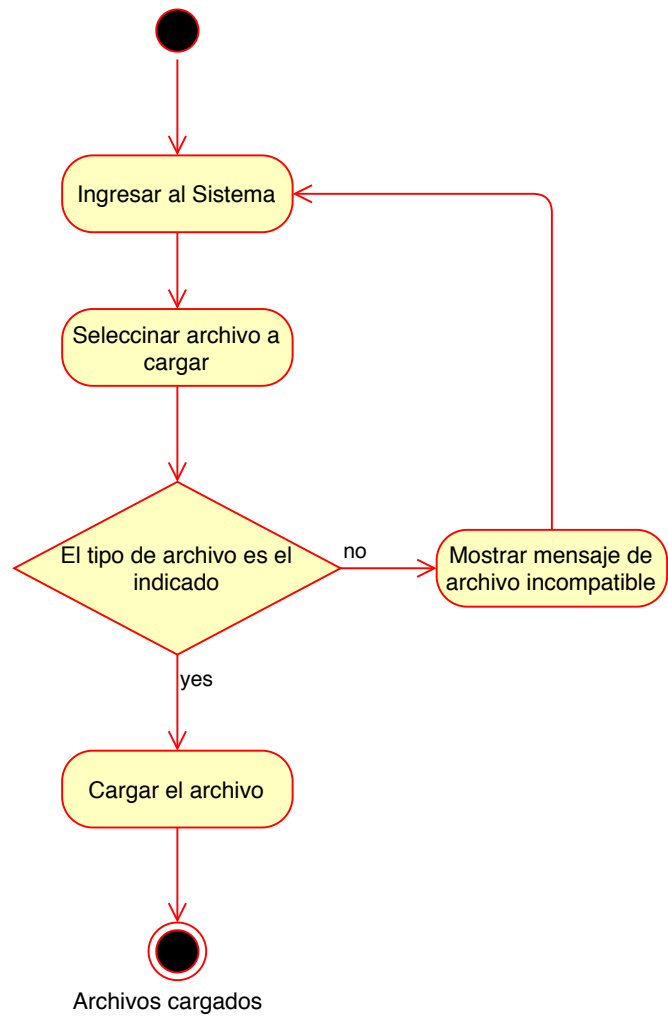 Ingresar al Sistema
Seleccinar archivo a
cargar
El tipo de archivo es el
indicado
no
Mostrar mensaje de
archivo incompatible
yes
Cargar el archivo
Archivos cargados